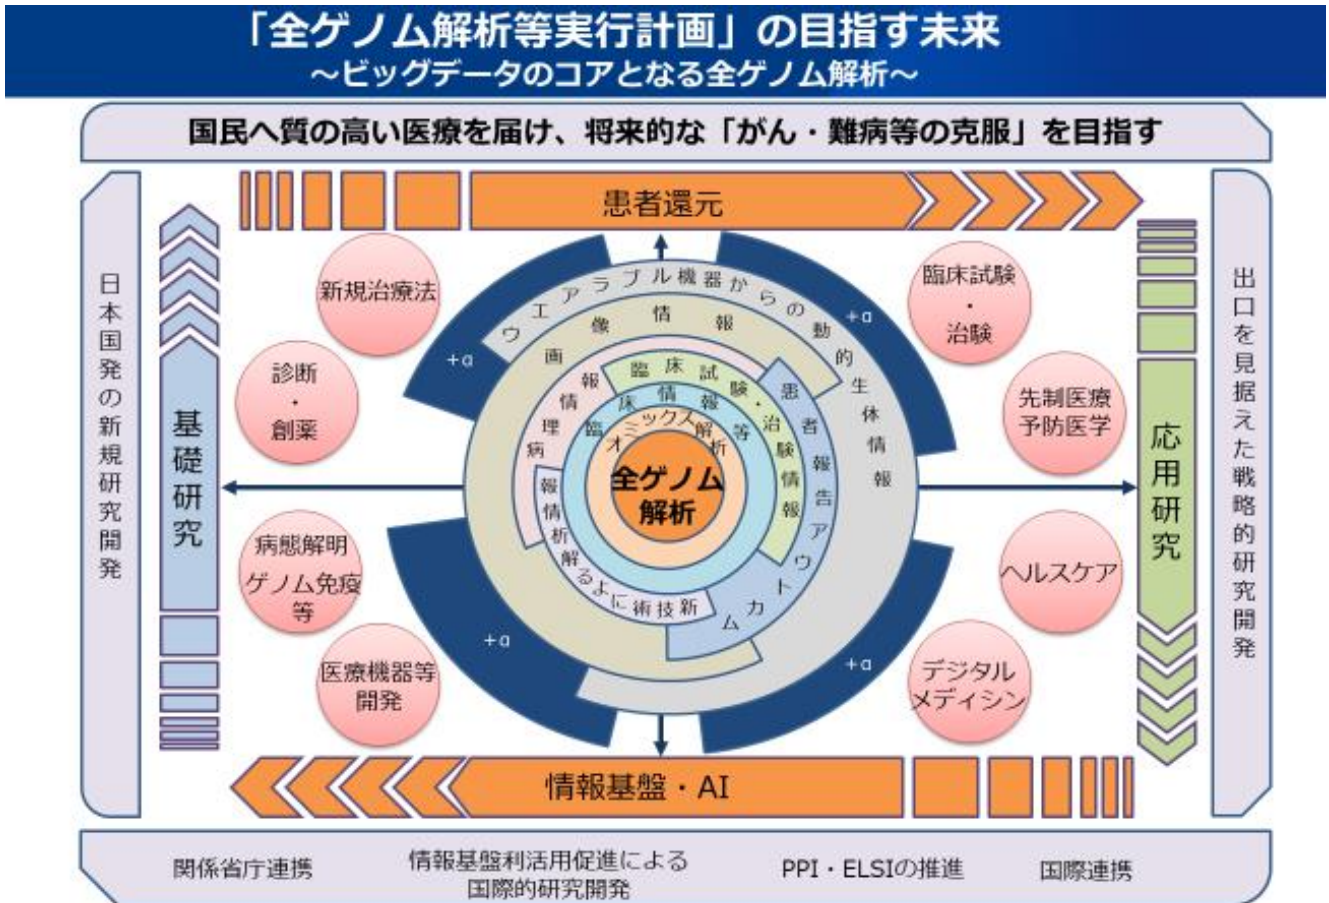 「全ゲノム解析等実行計画」の目指す未来
～ビッグデータのコアとなる全ゲノム解析～
国民へ質の高い医療を届け、将来的な「がん・難病等の克服」を目指す
患者還元
日本国発の新規研究開発
基礎研究
新規治療法
診断
・
創薬
病態解明
ゲノム免疫
等
医療機器等
開発
+α
+α
+α
+α
ウエアラブル機器からの動的生体情報
画像情報
病理情報
臨床試験・治験情報
患者報告アウトカム
臨床情報等
オミックス解析
全ゲノム
解析
新技術による解析情報
臨床試験
・
治験
先制医療
予防医学
ヘルスケア
デジタル
メディシン
応用研究
出口を見据えた戦略的研究開発
情報基盤・AI
関係省庁連携
情報基盤利活用促進による
国際的研究開発
PPI・ELSIの推進
国際連携